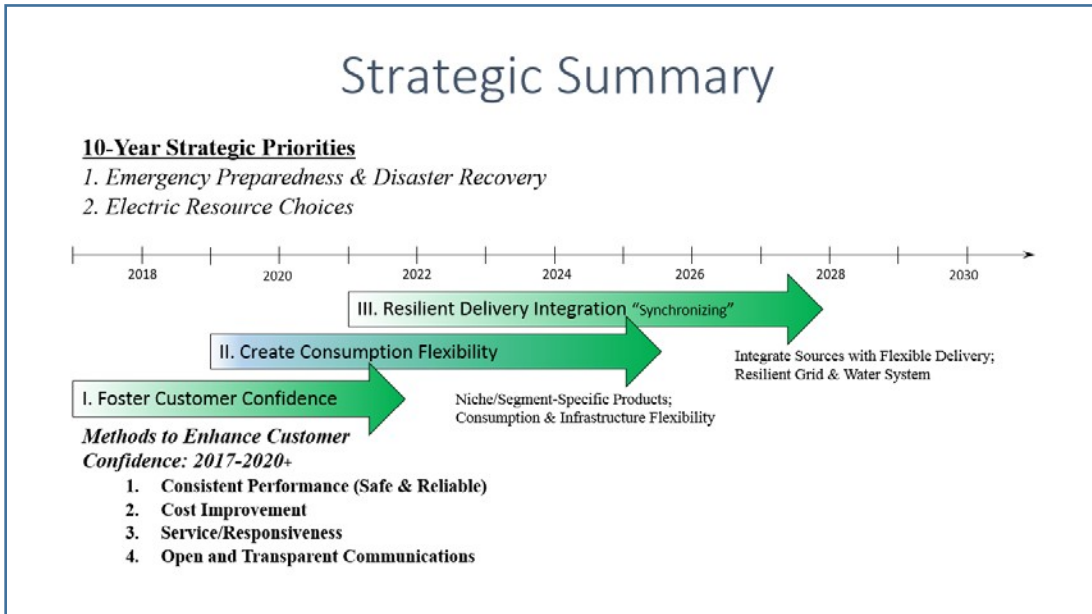 Strategic Summary
10-Year Strategic Priorities
1. Emergency Preparedness & Disaster Recovery
2. Electric Resource Choices
2018 2020 2022 2024 2026 2028 2030
III. Resilient Delivery Integration “Synchronizing”
II. Create Consumption Flexibility
Integrate Sources with Flexible Delivery;
Resilient Grid & Water System
I. Foster Customer Confidence
Niche/Segment-Specific Products;
Consumption & Infrastructure Flexibility
Methods to Enhance Customer
Confidence: 2017-2020+
1. Consistent Performance (Safe & Reliable)
2. Cost Improvement
3. Service/Responsiveness
4. Open and Transparent Communications